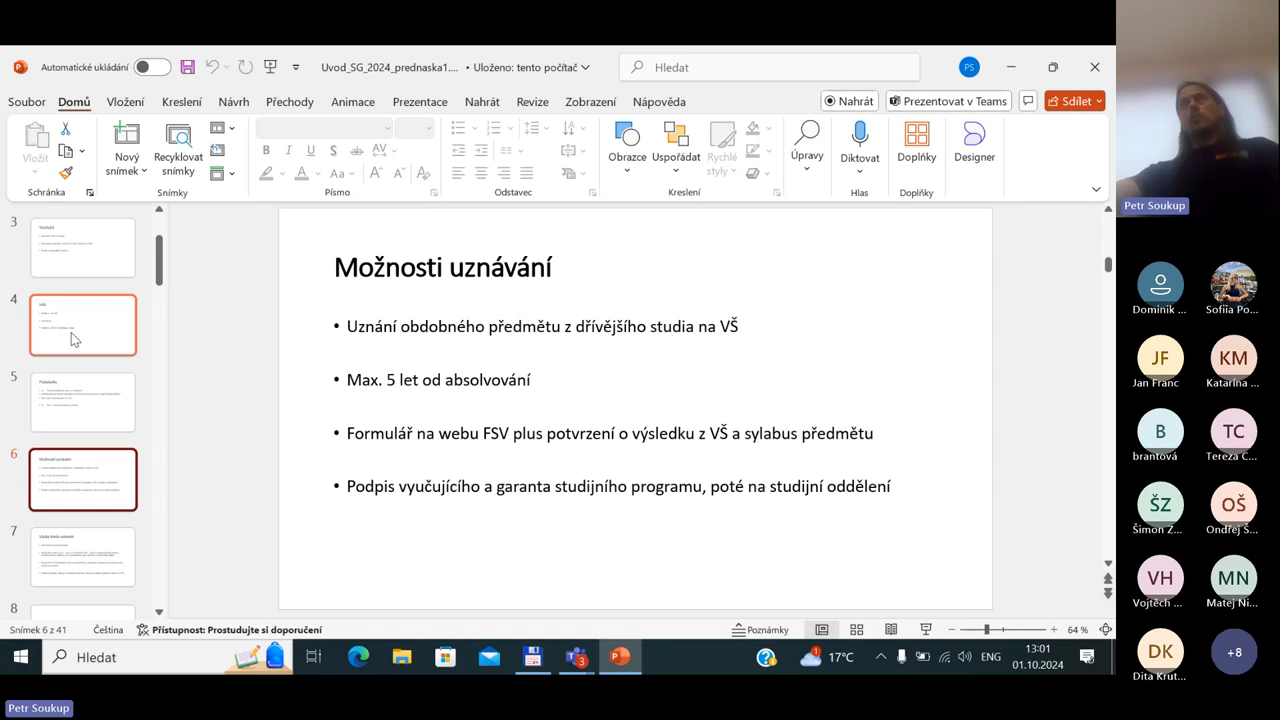 Automatické ukládání
Uvod_SG_2024_prednaska1.... • Uloženo: tento počítač
Hledat
PS
Soubor Domů Vložení Kreslení Návrh Přechody Animace Prezentace Nahrát Revize Zobrazení Nápověda
Nahrát
Prezentovat v Teams
Sdílet
Vložit
Nový snímek
Recyklovat snímky
Obrazce
Uspořádat
Rychlé styly
Úpravy
Diktovat
Doplňky
Designer
Schránka
Snímky
Písmo
Odstavec
Kreslení
Hlas
Doplňky
3
4
5
6
7
8
Možnosti uznávání
• Uznání obdobného předmětu z dřívějšího studia na VŠ
• Max. 5 let od absolvování
• Formulář na webu FSV plus potvrzení o výsledku z VŠ a sylabus předmětu
• Podpis vyučujícího a garanta studijního programu, poté na studijní oddělení
Snímek 6 z 41
Čeština
Přístupnost: Prostudujte si doporučení
Poznámky
64 %
Hledat
17°C
ENG
13:01
01.10.2024
Petr Soukup
Dominik ...
Sofiia Po...
JF
Jan Franc
KM
Katarína ...
B
brantová
TC
Tereza C...
ŠZ
Šimon Z...
OŠ
Ondřej Š...
VH
Vojtěch ...
MN
Matej Ni...
DK
Dita Krut...
+8
Petr Soukup